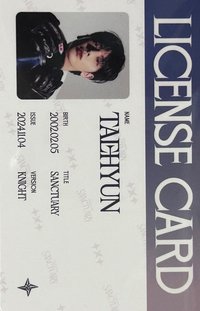 LICENSE CARD
NAME
TAEHYUN
BIRTH
2002.02.05
TITLE
SANCTUARY
ISSUE
2024.11.04
VERSION
KNIGHT